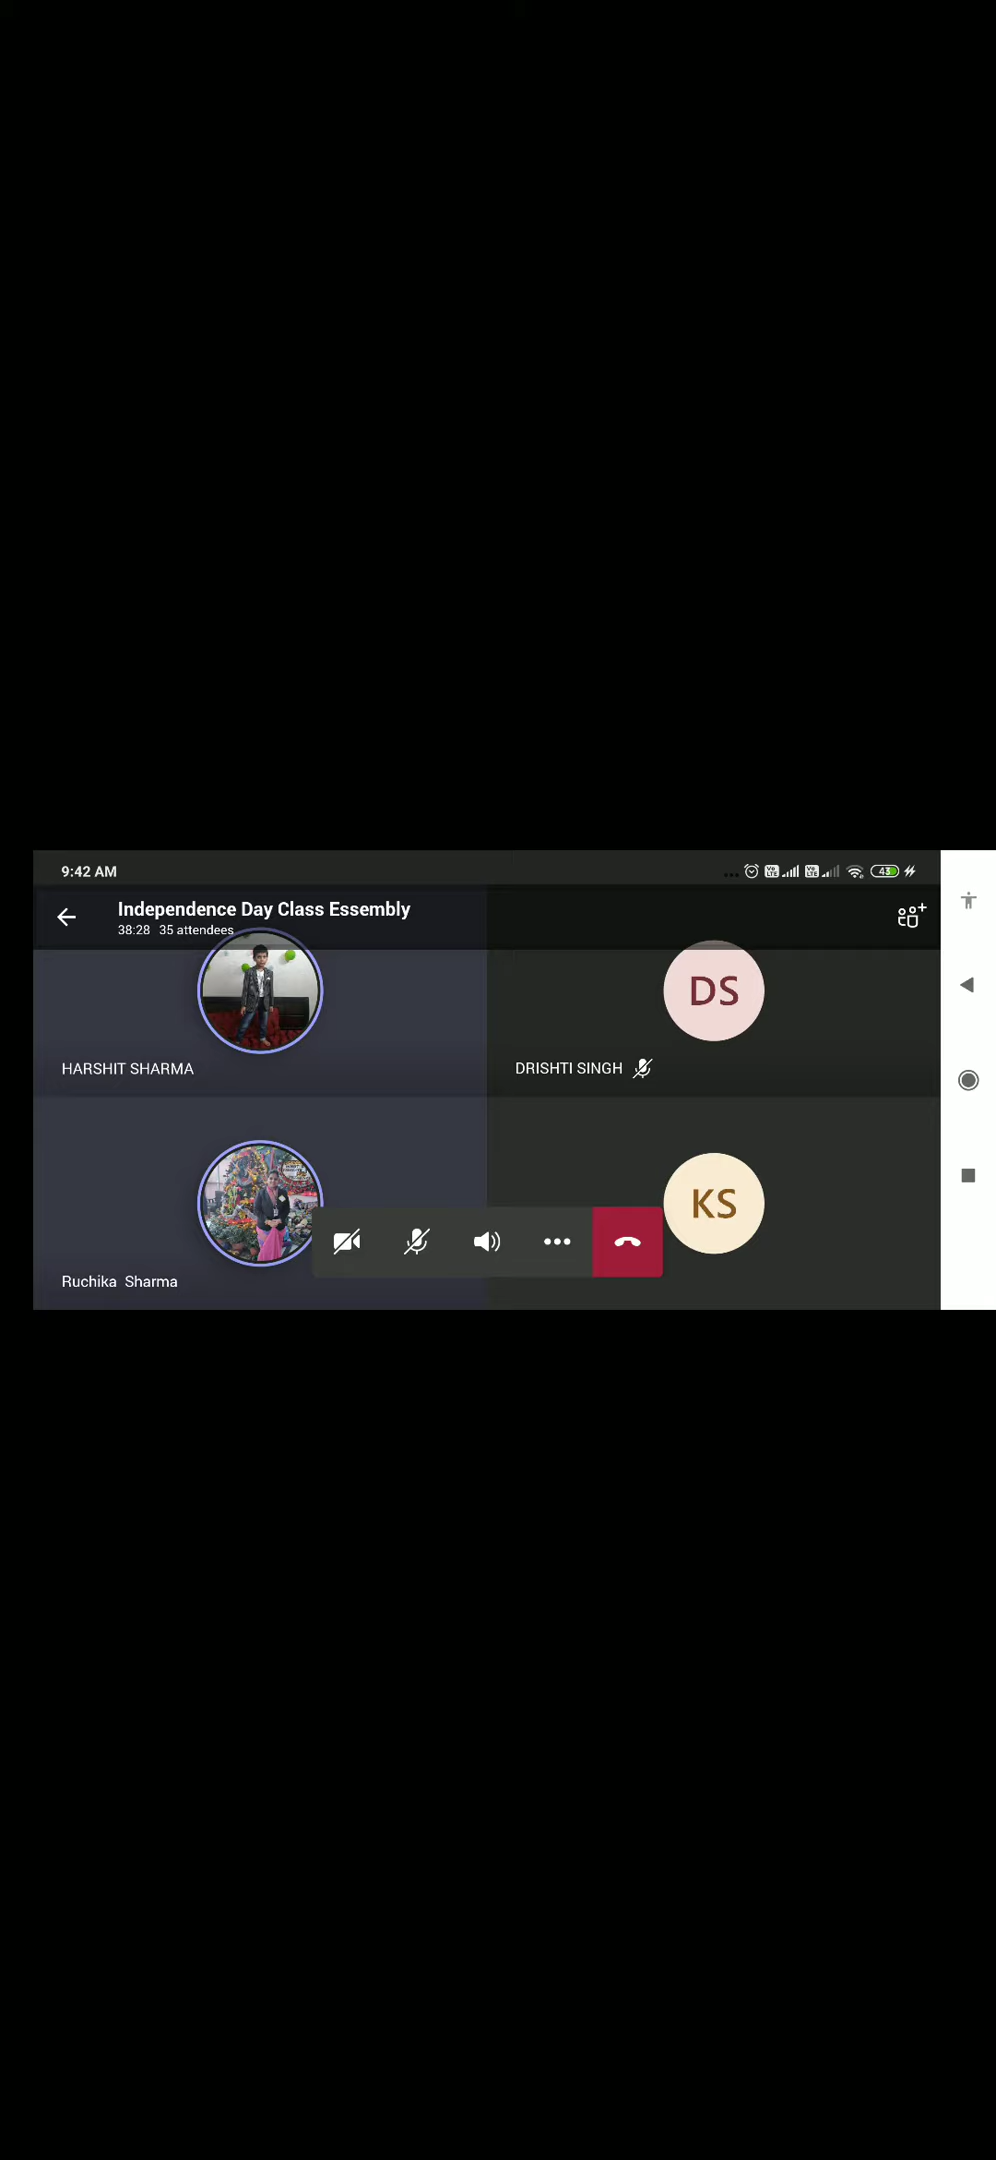 9:42 AM
43
Independence Day Class Essembly
38:28 35 attendees
DS
HARSHIT SHARMA
DRISHTI SINGH
KS
Ruchika Sharma